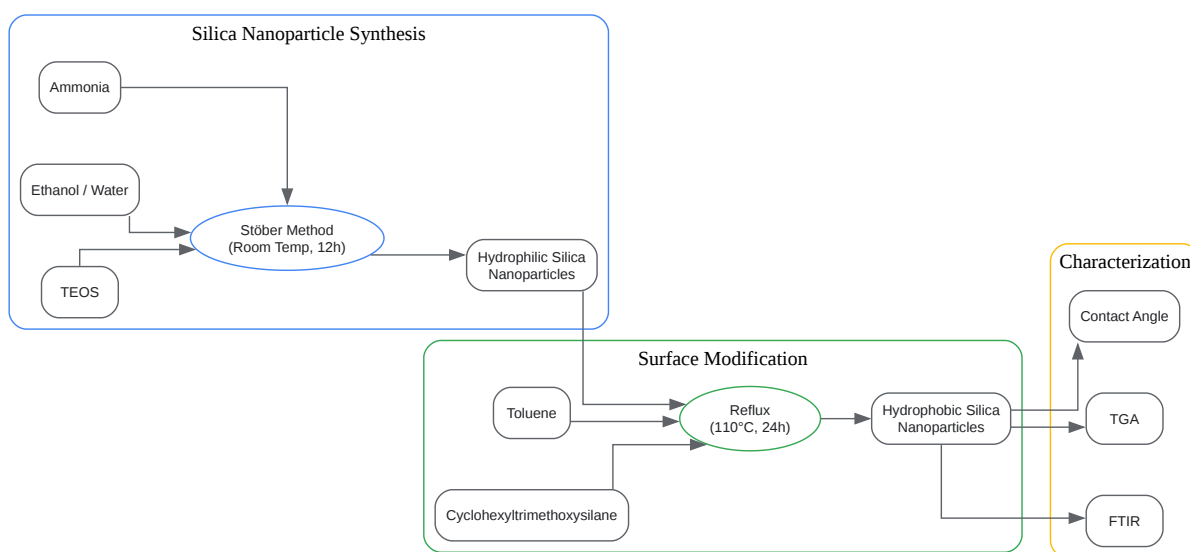 Silica Nanoparticle Synthesis
Ammonia
Ethanol / Water
Stöber Method
(Room Temp, 12h)
TEOS
Hydrophilic Silica
Nanoparticles
Surface Modification
Toluene
Reflux
(110°C, 24h)
Cyclohexyltrimethoxysilane
Hydrophobic Silica
Nanoparticles
Characterization
Contact Angle
TGA
FTIR